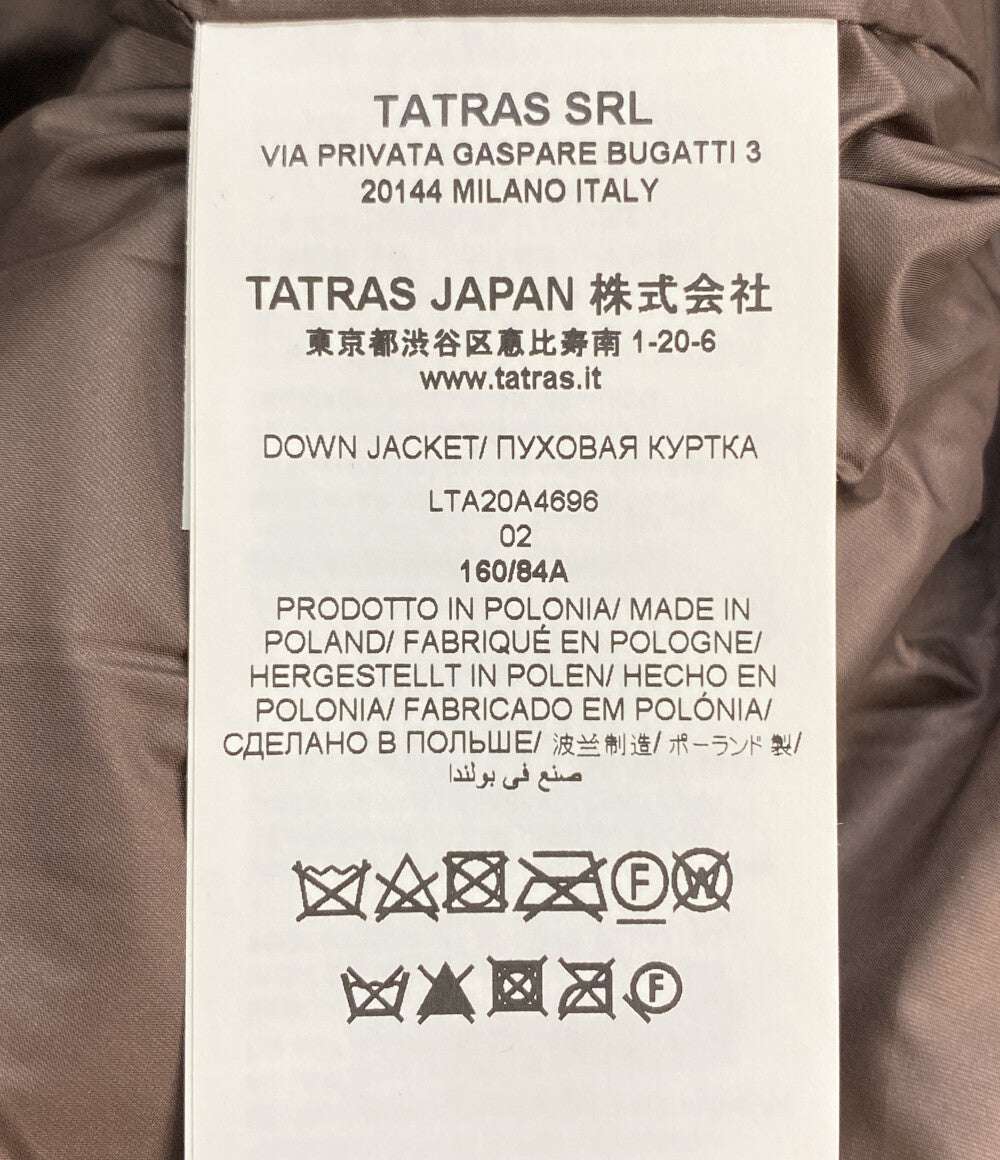 TATRAS SRL
VIA PRIVATA GASPARE BUGATTI 3
20144 MILANO ITALY
TATRAS JAPAN 株式会社
東京都渋谷区恵比寿南 1-20-6
www.tatras.it
DOWN JACKET/ ПУХОВАЯ КУРТКА
LTA20A4696
02
160/84A
PRODOTTO IN POLONIA/ MADE IN
POLAND/ FABRIQUÉ EN POLOGNE/
HERGESTELLT IN POLEN/ HECHO EN
POLONIA/ FABRICADO EM POLÓNIA/
СДЕЛАНО В ПОЛЬШЕ/ 波兰制造/ ポーランド 製/
صنع في بولندا
F W
F